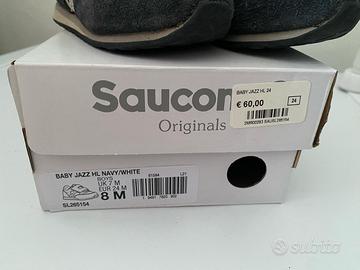 Saucon
Originals
BABY JAZZ HL 24
€ 60,00
24
BABY JAZZ HL NAVY/WHITE
BOYS
UK 7 M
EUR 24 M
8 M
SL265154
subito